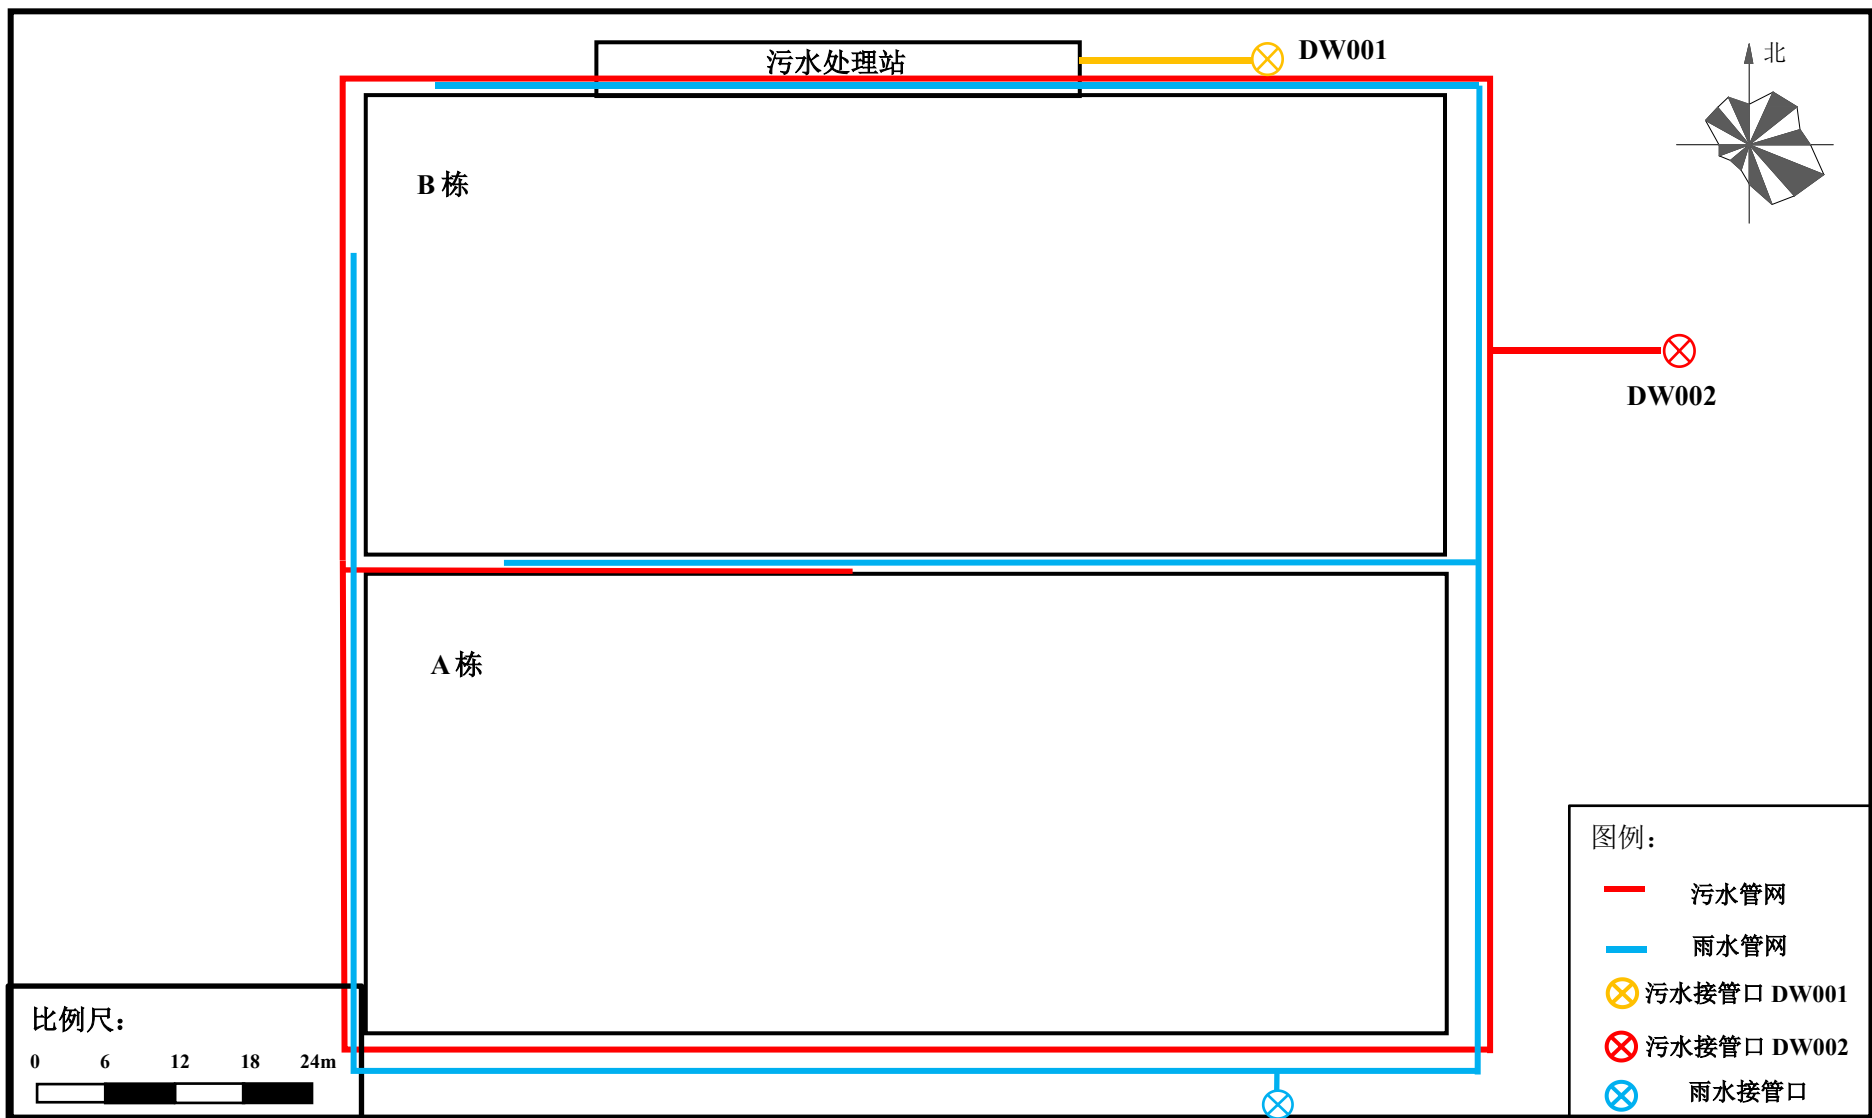 污水处理站
DW001
北
B 栋
DW002
A 栋
图例：
污水管网
雨水管网
污水接管口 DW001
污水接管口 DW002
雨水接管口
比例尺：
0 6 12 18 24m